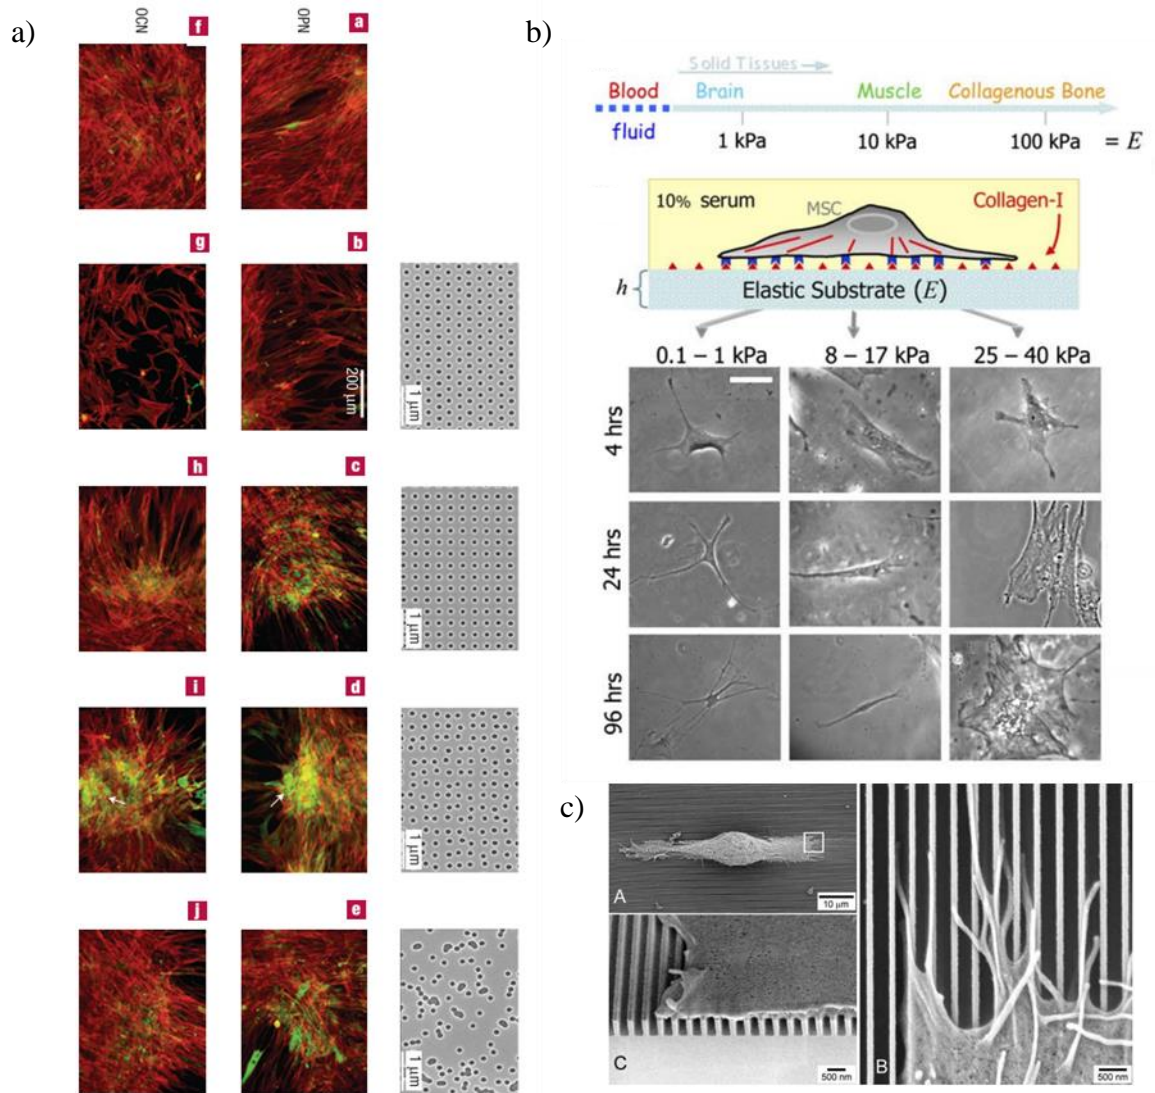 a)
OCN
OPN
f
a
g
b
200 μm
1 μm
h
c
1 μm
i
d
1 μm
j
e
1 μm
b)
Solid Tissues
Blood
Brain
Muscle
Collagenous Bone
fluid
1 kPa
10 kPa
100 kPa
= E
10% serum
MSC
Collagen-I
h
Elastic Substrate (E)
0.1 – 1 kPa
8 – 17 kPa
25 – 40 kPa
4 hrs
24 hrs
96 hrs
c)
A
10 μm
C
500 nm
B
500 nm